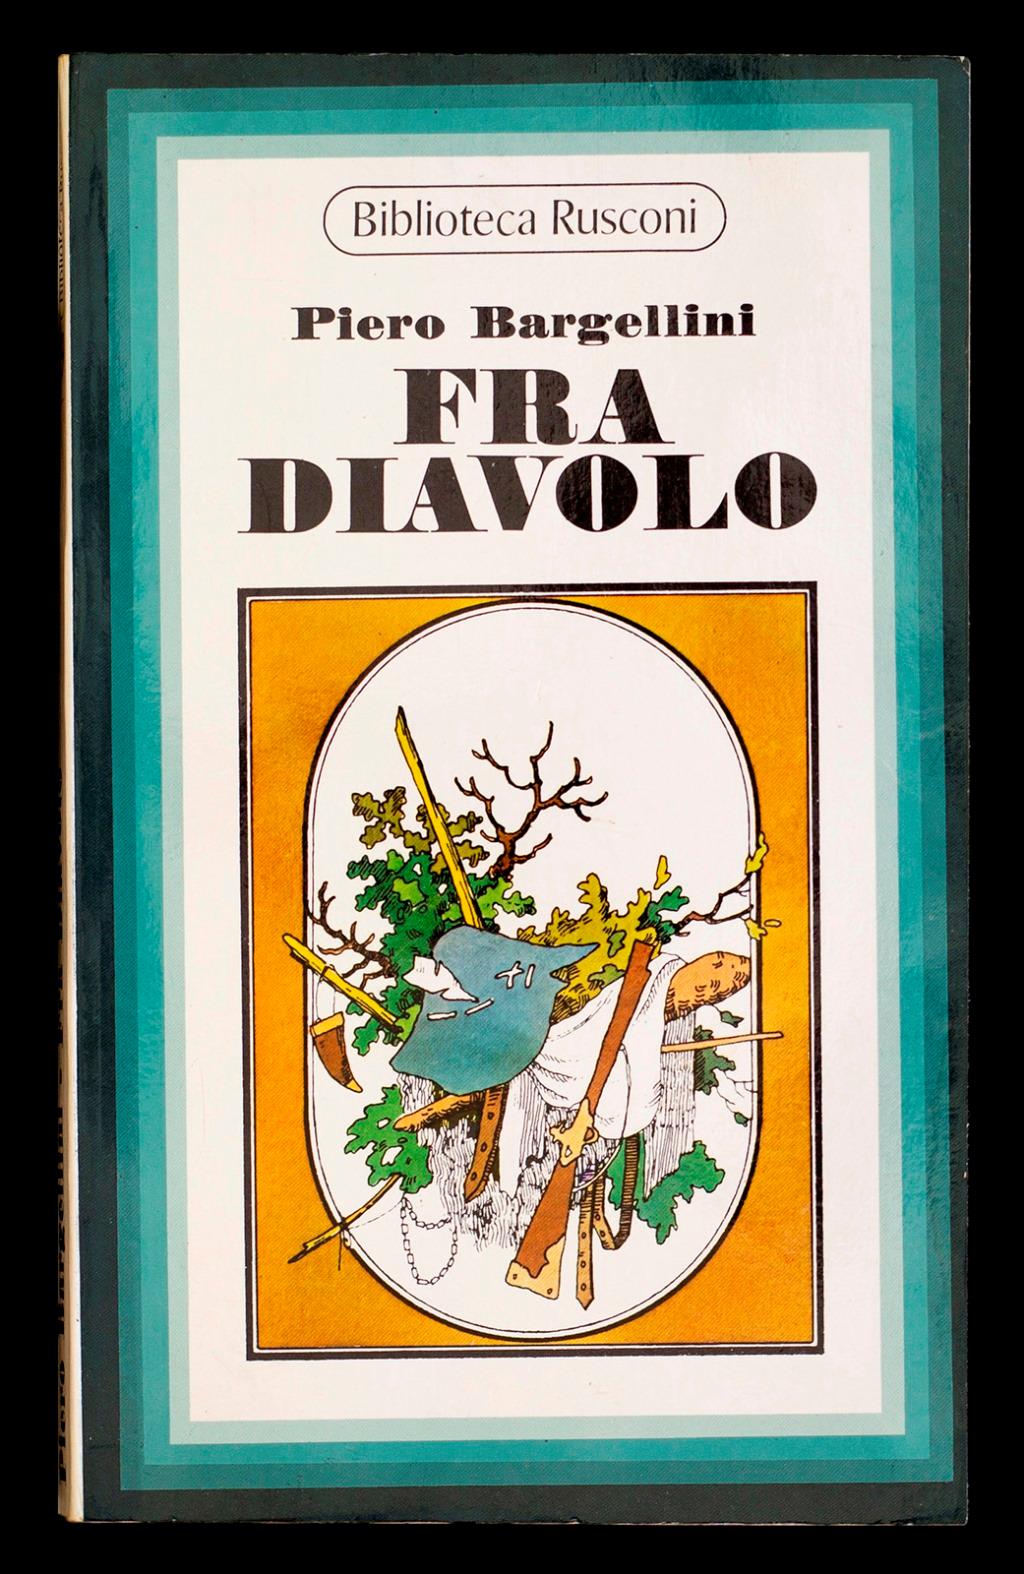 Biblioteca Rusconi
Piero Bargellini
FRA
DIAVOLO